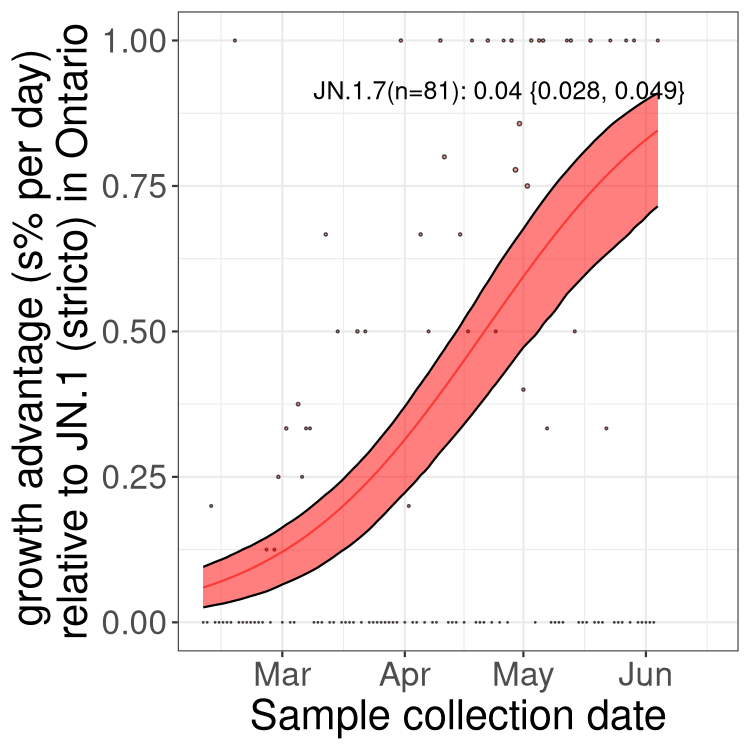 growth advantage (s% per day)
relative to JN.1 (stricto) in Ontario
1.00
0.75
0.50
0.25
0.00
JN.1.7(n=81): 0.04 {0.028, 0.049}
Mar Apr May Jun
Sample collection date